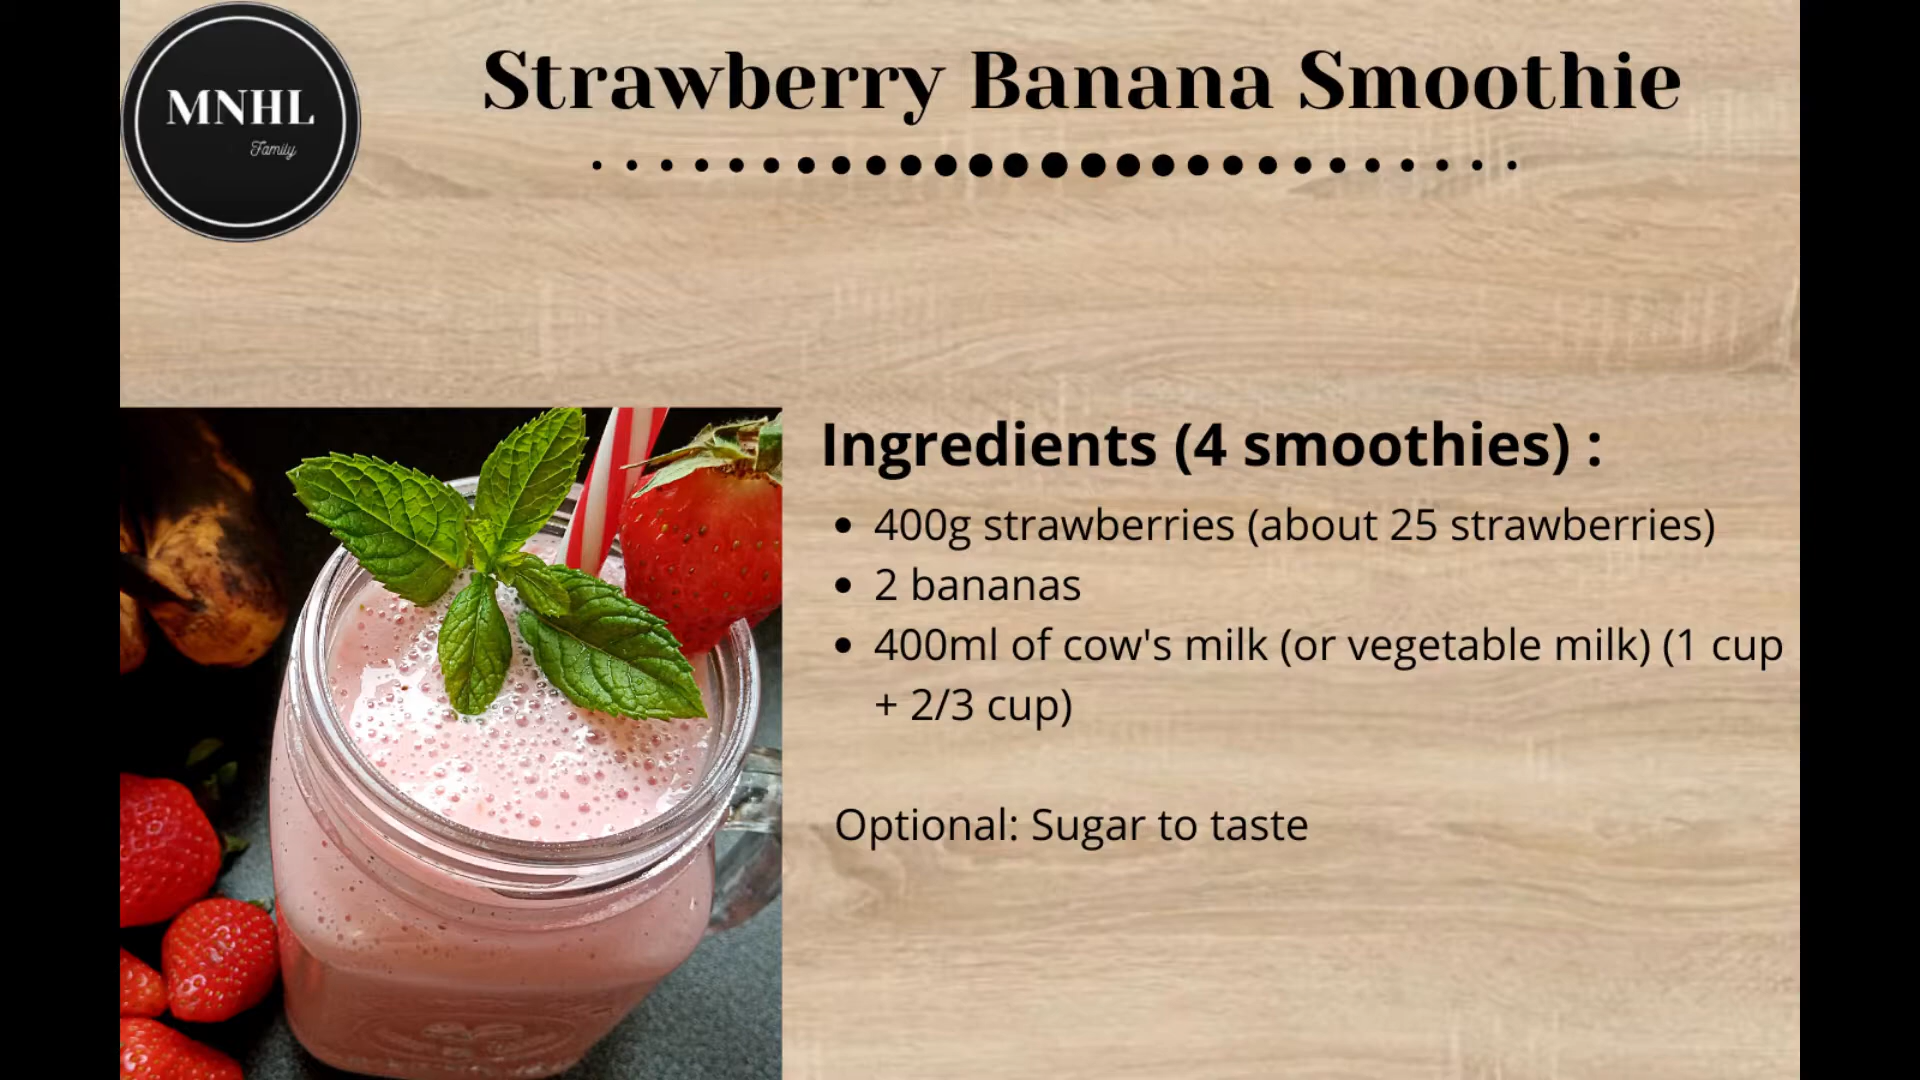 MNHL
Family
Strawberry Banana Smoothie
Ingredients (4 smoothies) :
400g strawberries (about 25 strawberries)
2 bananas
400ml of cow's milk (or vegetable milk) (1 cup
+ 2/3 cup)
Optional: Sugar to taste